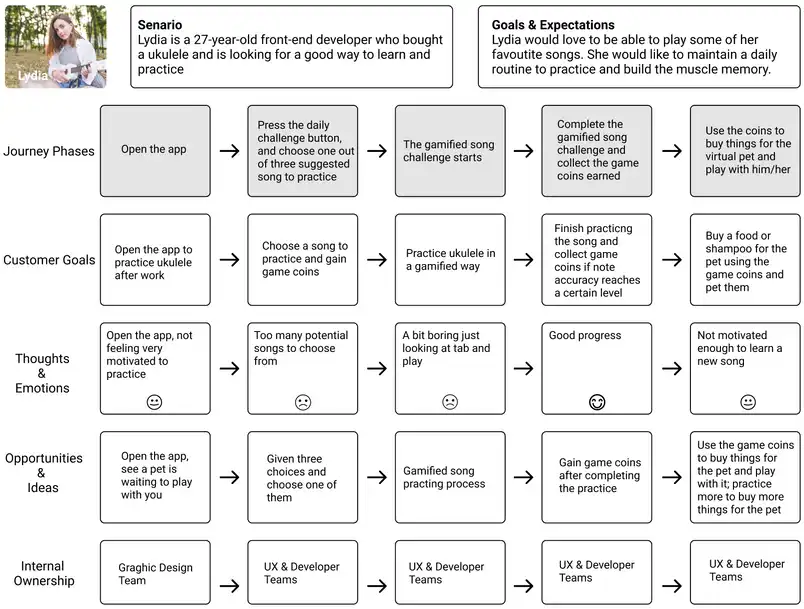 Lydia
Senario
Lydia is a 27-year-old front-end developer who bought
a ukulele and is looking for a good way to learn and
practice
Goals & Expectations
Lydia would love to be able to play some of her
favoutite songs. She would like to maintain a daily
routine to practice and build the muscle memory.
Journey Phases
Open the app
Press the daily
challenge button,
and choose one out
of three suggested
song to practice
The gamified song
challenge starts
Complete the
gamified song
challenge and
collect the game
coins earned
Use the coins to
buy things for the
virtual pet and
play with him/her
Customer Goals
Open the app to
practice ukulele
after work
Choose a song to
practice and gain
game coins
Practice ukulele in
a gamified way
Finish practicng
the song and
collect game
coins if note
accuracy reaches
a certain level
Buy a food or
shampoo for the
pet using the
game coins and
pet them
Thoughts
&
Emotions
Open the app, not
feeling very
motivated to
practice
Too many potential
songs to choose
from
A bit boring just
looking at tab and
play
Good progress
Not motivated
enough to learn a
new song
Opportunities
&
Ideas
Open the app,
see a pet is
waiting to play
with you
Given three
choices and
choose one of
them
Gamified song
practing process
Gain game coins
after completing
the practice
Use the game coins
to buy things for
the pet and play
with it; practice
more to buy more
things for the pet
Internal
Ownership
Graghic Design
Team
UX & Developer
Teams
UX & Developer
Teams
UX & Developer
Teams
UX & Developer
Teams